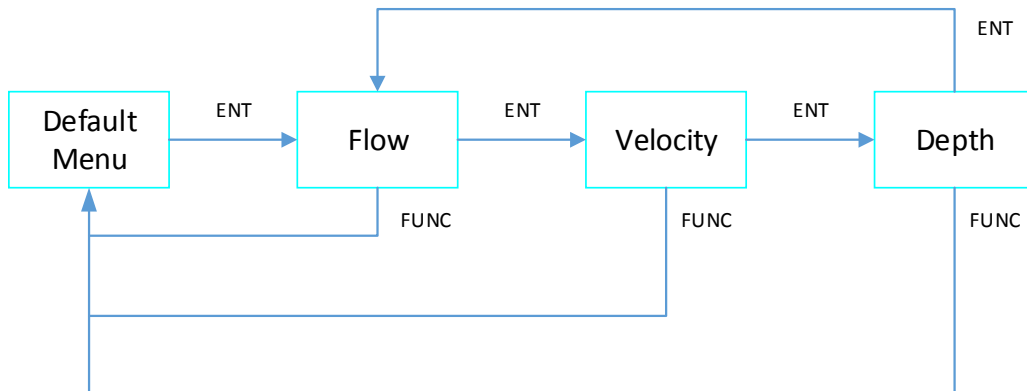 ENT
Default
Menu
ENT
Flow
ENT
Velocity
ENT
Depth
FUNC
FUNC
FUNC